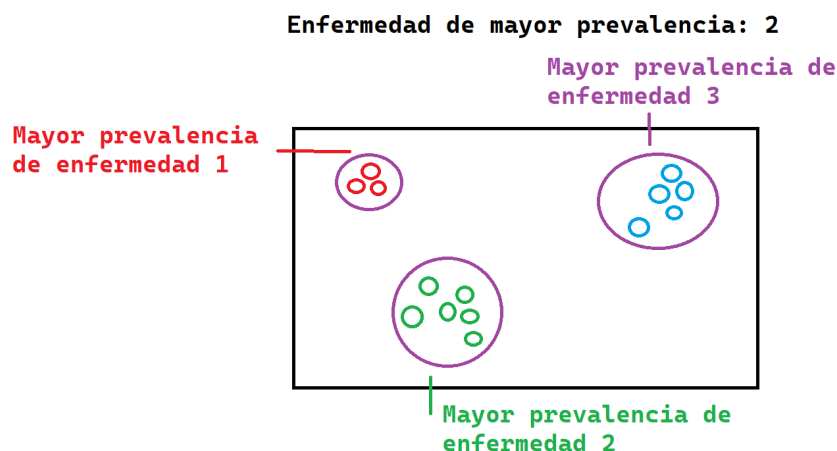 Enfermedad de mayor prevalencia: 2
Mayor prevalencia de
enfermedad 3
Mayor prevalencia
de enfermedad 1
Mayor prevalencia de
enfermedad 2